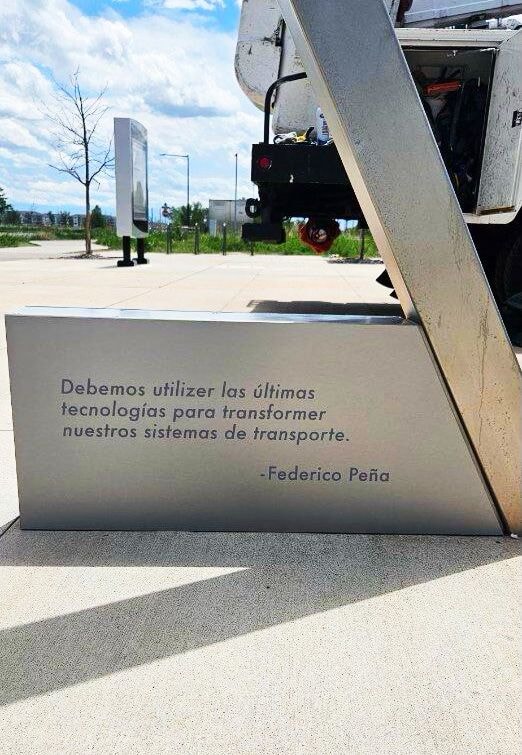 Debemos utilizer las últimas
tecnologías para transformer
nuestros sistemas de transporte.
-Federico Peña